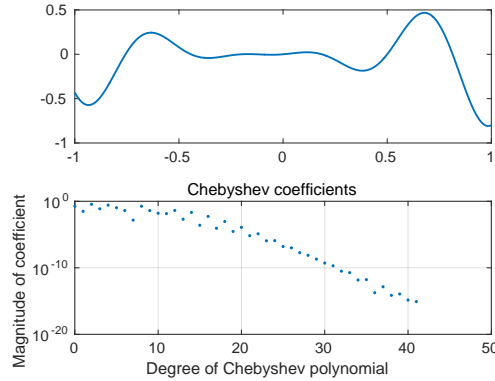 0.5
0
-0.5
-1
-1 -0.5 0 0.5 1
Chebyshev coefficients
Magnitude of coefficient
10^0
10^-10
10^-20
0 10 20 30 40 50
Degree of Chebyshev polynomial